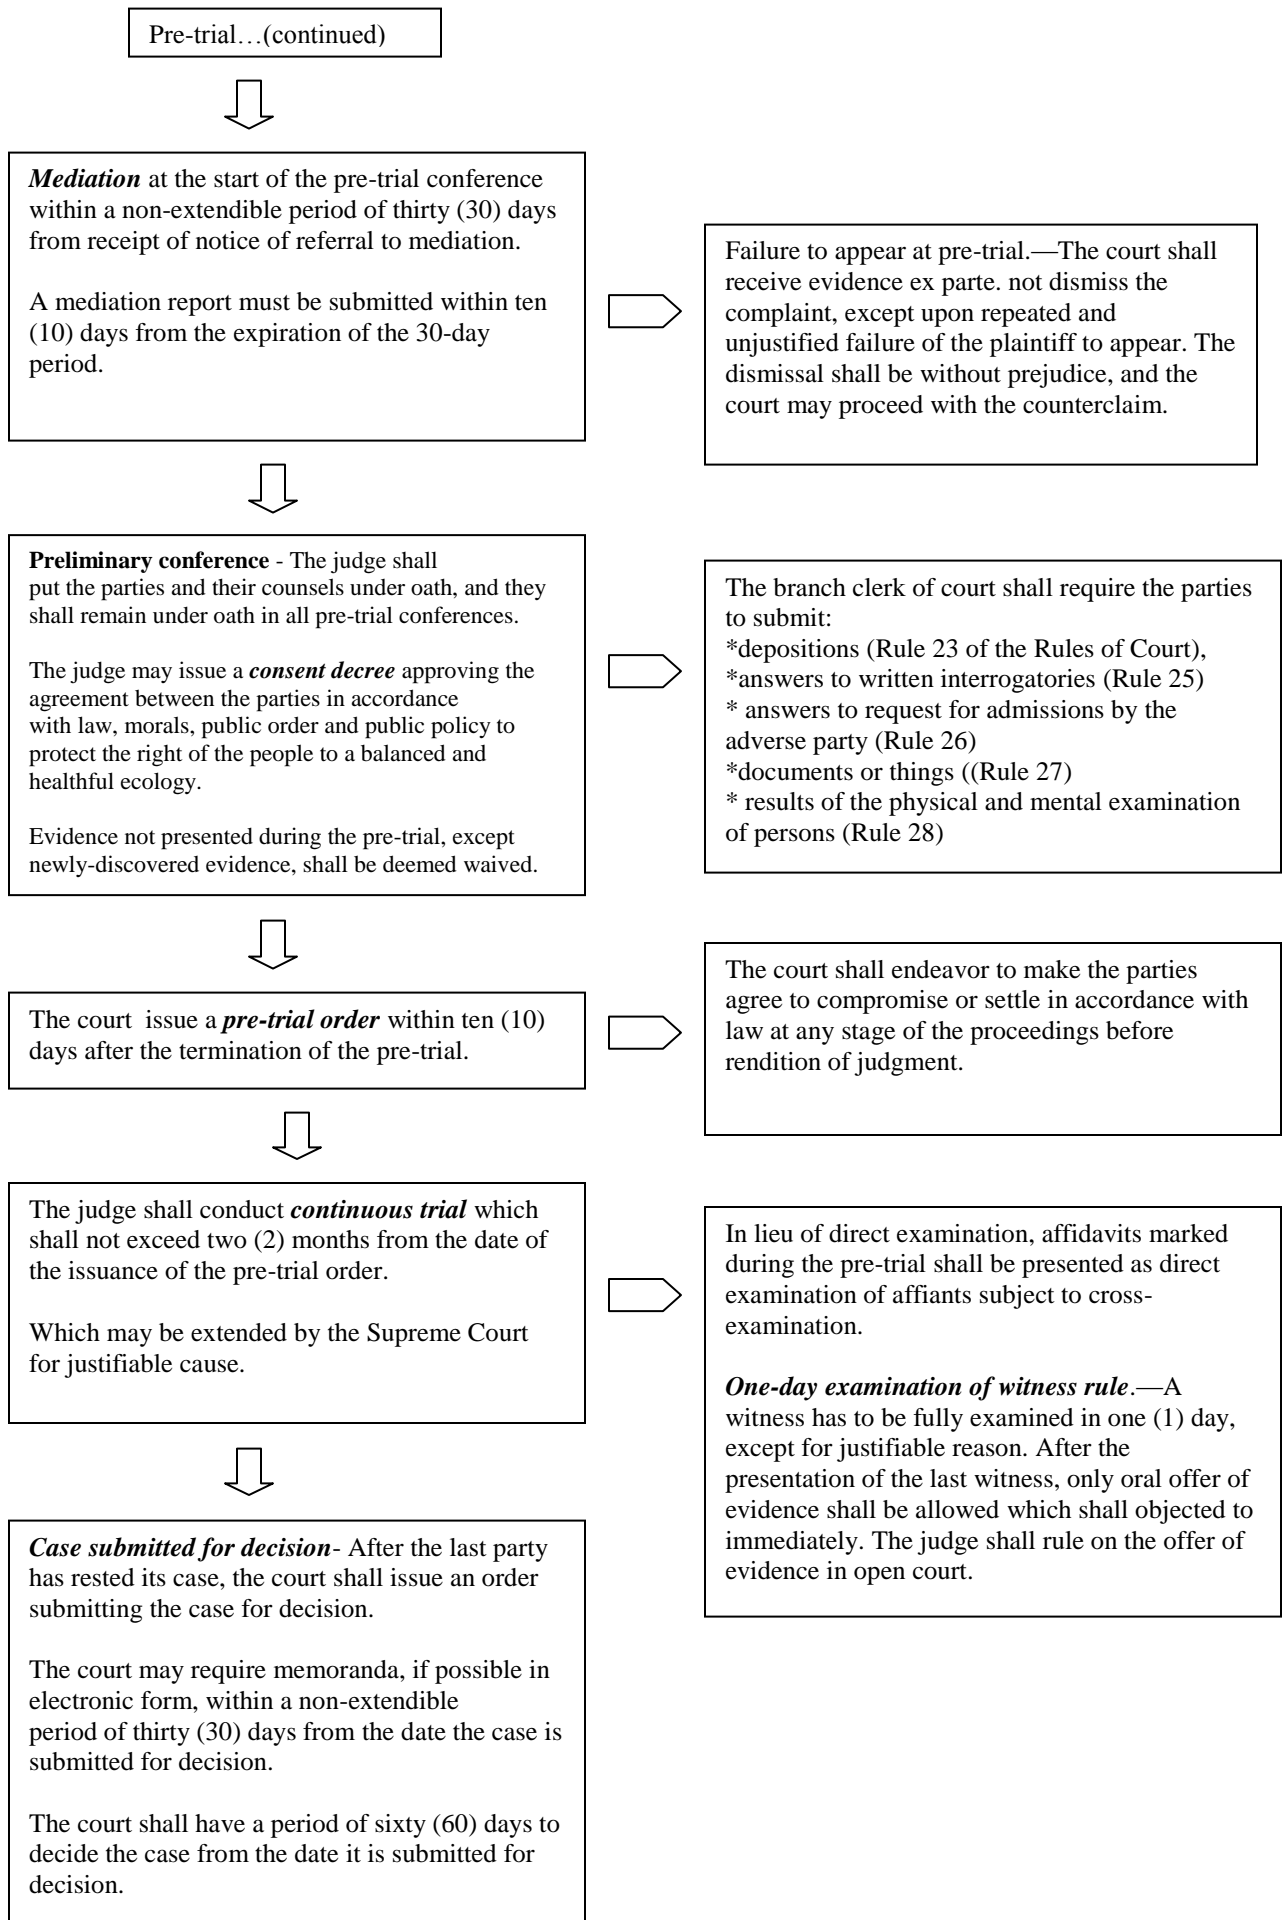 Pre-trial…(continued)
Mediation at the start of the pre-trial conference
within a non-extendible period of thirty (30) days
from receipt of notice of referral to mediation.
A mediation report must be submitted within ten
(10) days from the expiration of the 30-day
period.
Failure to appear at pre-trial.—The court shall
receive evidence ex parte. not dismiss the
complaint, except upon repeated and
unjustified failure of the plaintiff to appear. The
dismissal shall be without prejudice, and the
court may proceed with the counterclaim.
Preliminary conference - The judge shall
put the parties and their counsels under oath, and they
shall remain under oath in all pre-trial conferences.
The judge may issue a consent decree approving the
agreement between the parties in accordance
with law, morals, public order and public policy to
protect the right of the people to a balanced and
healthful ecology.
Evidence not presented during the pre-trial, except
newly-discovered evidence, shall be deemed waived.
The branch clerk of court shall require the parties
to submit:
*depositions (Rule 23 of the Rules of Court),
*answers to written interrogatories (Rule 25)
* answers to request for admissions by the
adverse party (Rule 26)
*documents or things ((Rule 27)
* results of the physical and mental examination
of persons (Rule 28)
The court  issue a pre-trial order within ten (10)
days after the termination of the pre-trial.
The court shall endeavor to make the parties
agree to compromise or settle in accordance with
law at any stage of the proceedings before
rendition of judgment.
The judge shall conduct continuous trial which
shall not exceed two (2) months from the date of
the issuance of the pre-trial order.
Which may be extended by the Supreme Court
for justifiable cause.
In lieu of direct examination, affidavits marked
during the pre-trial shall be presented as direct
examination of affiants subject to cross-
examination.
One-day examination of witness rule.—A
witness has to be fully examined in one (1) day,
except for justifiable reason. After the
presentation of the last witness, only oral offer of
evidence shall be allowed which shall objected to
immediately. The judge shall rule on the offer of
evidence in open court.
Case submitted for decision- After the last party
has rested its case, the court shall issue an order
submitting the case for decision.
The court may require memoranda, if possible in
electronic form, within a non-extendible
period of thirty (30) days from the date the case is
submitted for decision.
The court shall have a period of sixty (60) days to
decide the case from the date it is submitted for
decision.